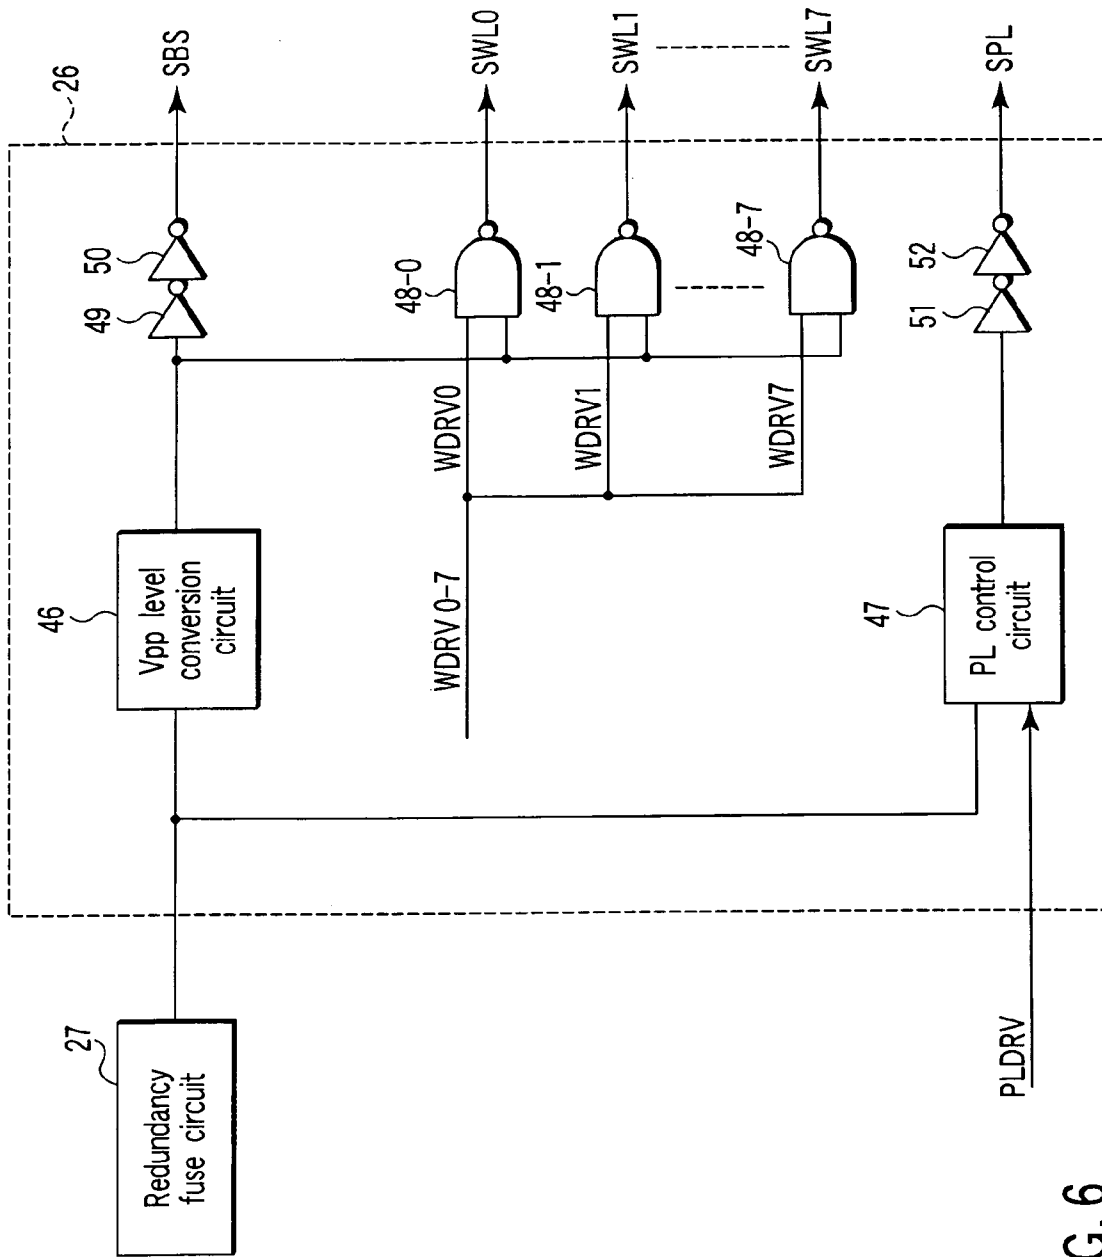 26
27
Redundancy
fuse circuit
46
Vpp level
conversion
circuit
49
50
SBS
WDRV 0-7
WDRV0
48-0
SWL0
WDRV1
48-1
SWL1
WDRV7
48-7
SWL7
PLDRV
47
PL control
circuit
51
52
SPL
G. 6